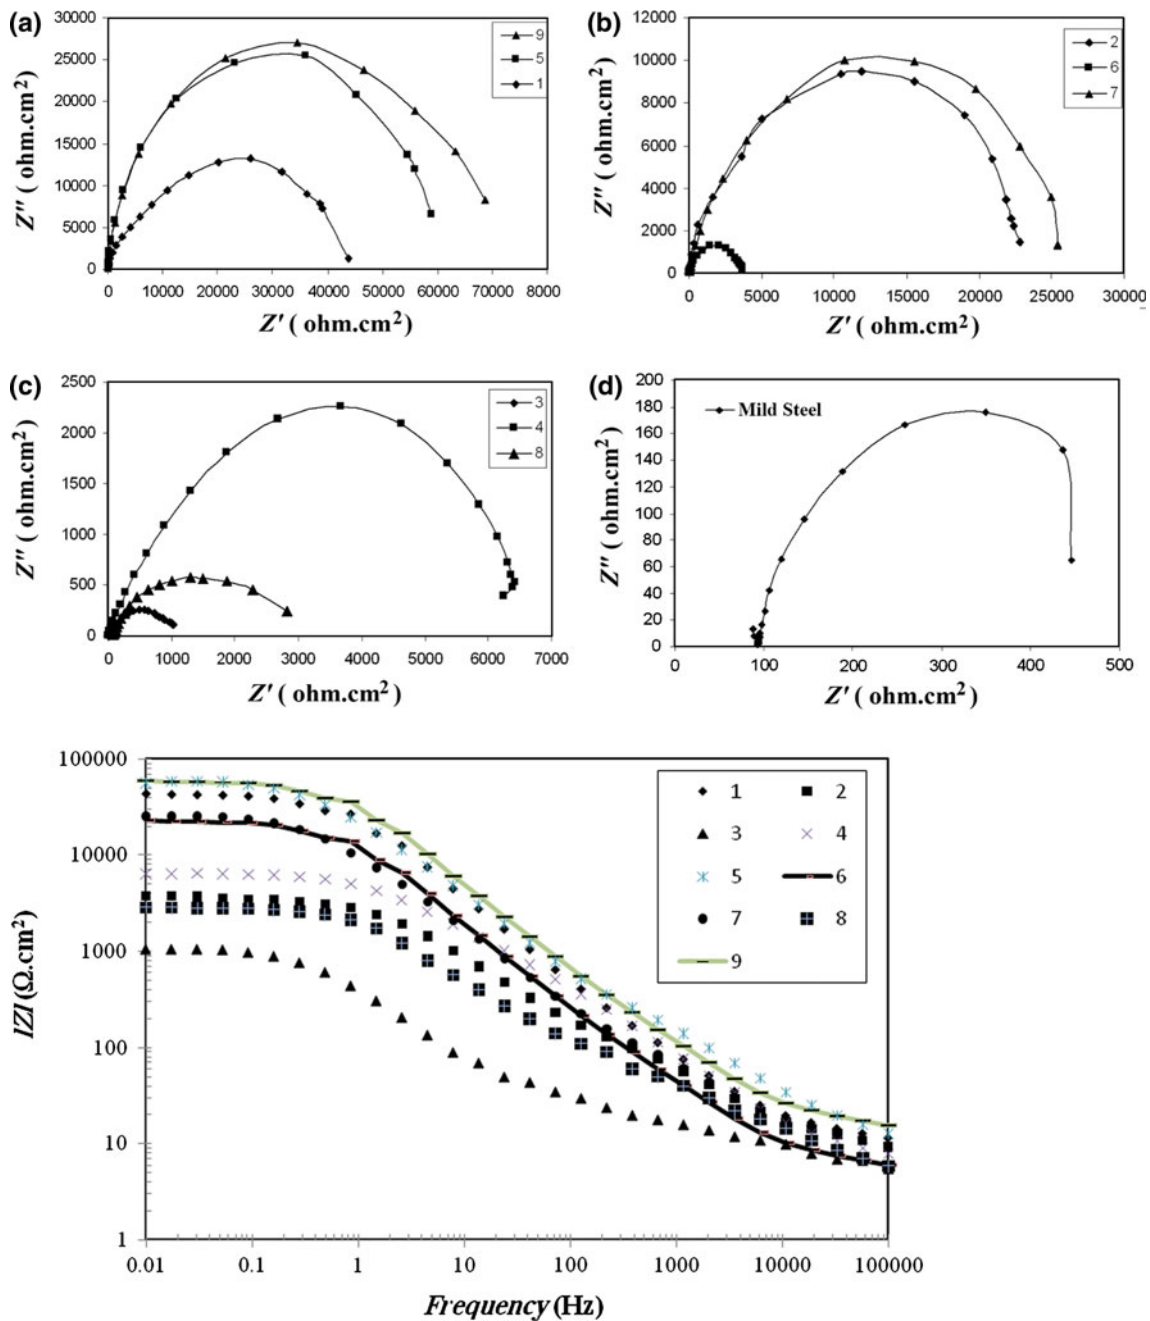 (a)
30000
25000
20000
15000
10000
5000
0
Z'' ( ohm.cm²)
0 10000 20000 30000 40000 50000 60000 70000 8000
Z' ( ohm.cm²)
9
5
1
(b)
12000
10000
8000
6000
4000
2000
0
Z'' ( ohm.cm²)
0 5000 10000 15000 20000 25000 30000
Z' ( ohm.cm²)
2
6
7
(c)
2500
2000
1500
1000
500
0
Z'' ( ohm.cm²)
0 1000 2000 3000 4000 5000 6000 7000
Z' ( ohm.cm²)
3
4
8
(d)
200
180
160
140
120
100
80
60
40
20
0
Z'' ( ohm.cm²)
0 100 200 300 400 500
Z' ( ohm.cm²)
Mild Steel
100000
10000
1000
100
10
1
IZI (Ω.cm²)
0.01 0.1 1 10 100 1000 10000 100000
Frequency (Hz)
1 2
3 4
5 6
7 8
9